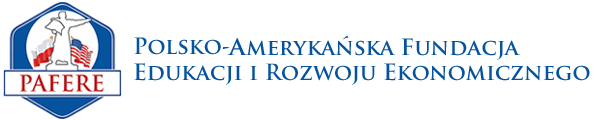 PAFERE
Polsko-Amerykańska Fundacja
Edukacji i Rozwoju Ekonomicznego